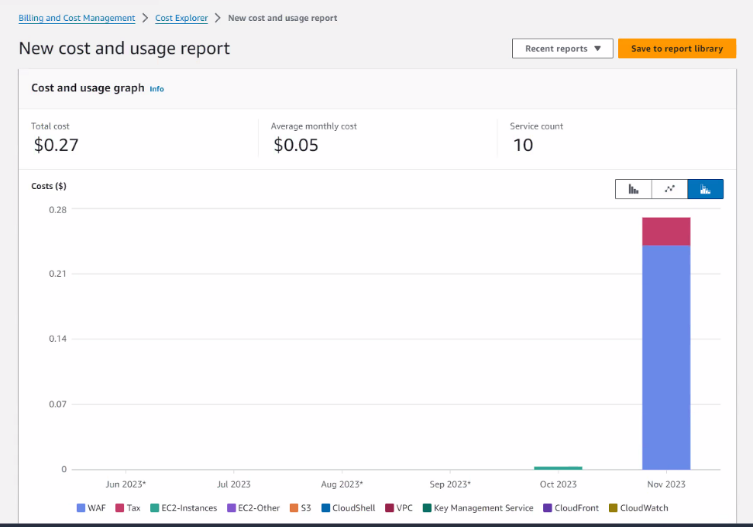 Billing and Cost Management > Cost Explorer > New cost and usage report
New cost and usage report
Recent reports ▼ Save to report library
Cost and usage graph Info
Total cost Average monthly cost Service count
$0.27 $0.05 10
Costs ($)
0.28
0.21
0.14
0.07
0
Jun 2023* Jul 2023 Aug 2023* Sep 2023* Oct 2023 Nov 2023
WAF Tax EC2-Instances EC2-Other S3 CloudShell VPC Key Management Service CloudFront CloudWatch